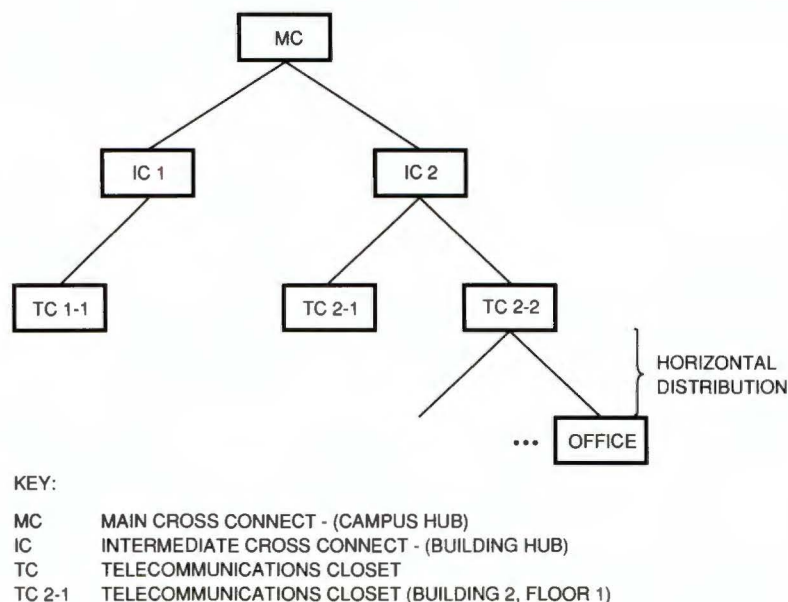 MC
IC 1
IC 2
TC 1-1
TC 2-1
TC 2-2
HORIZONTAL
DISTRIBUTION
... OFFICE
KEY:
MC MAIN CROSS CONNECT - (CAMPUS HUB)
IC INTERMEDIATE CROSS CONNECT - (BUILDING HUB)
TC TELECOMMUNICATIONS CLOSET
TC 2-1 TELECOMMUNICATIONS CLOSET (BUILDING 2, FLOOR 1)